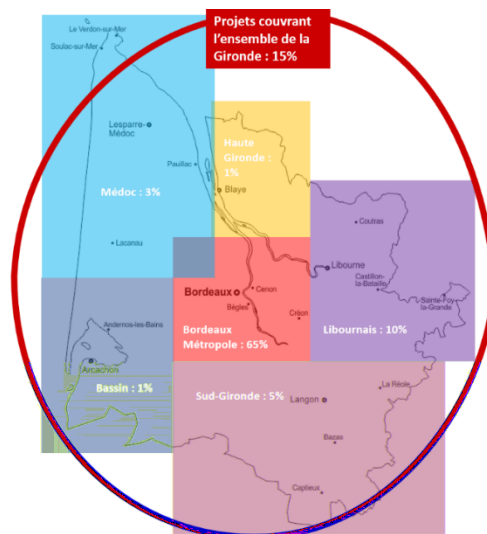 Projets couvrant
l'ensemble de la
Gironde : 15%
Le Verdon-sur-Mer
Soulac-sur-Mer
Lesparre-
Médoc
Haute
Gironde :
1%
Pauillac
Médoc : 3%
Blaye
Coutras
Lacanau
Libourne
Castillon-
la-Bataille
Sainte-Foy
la-Grande
Bordeaux
Cenon
Bègles
Créon
Andernos-les-Bains
Bordeaux
Métropole : 65%
Libournais : 10%
Arcachon
Bassin : 1%
Sud-Gironde : 5%
La Réole
Langon
Bazas
Captieux